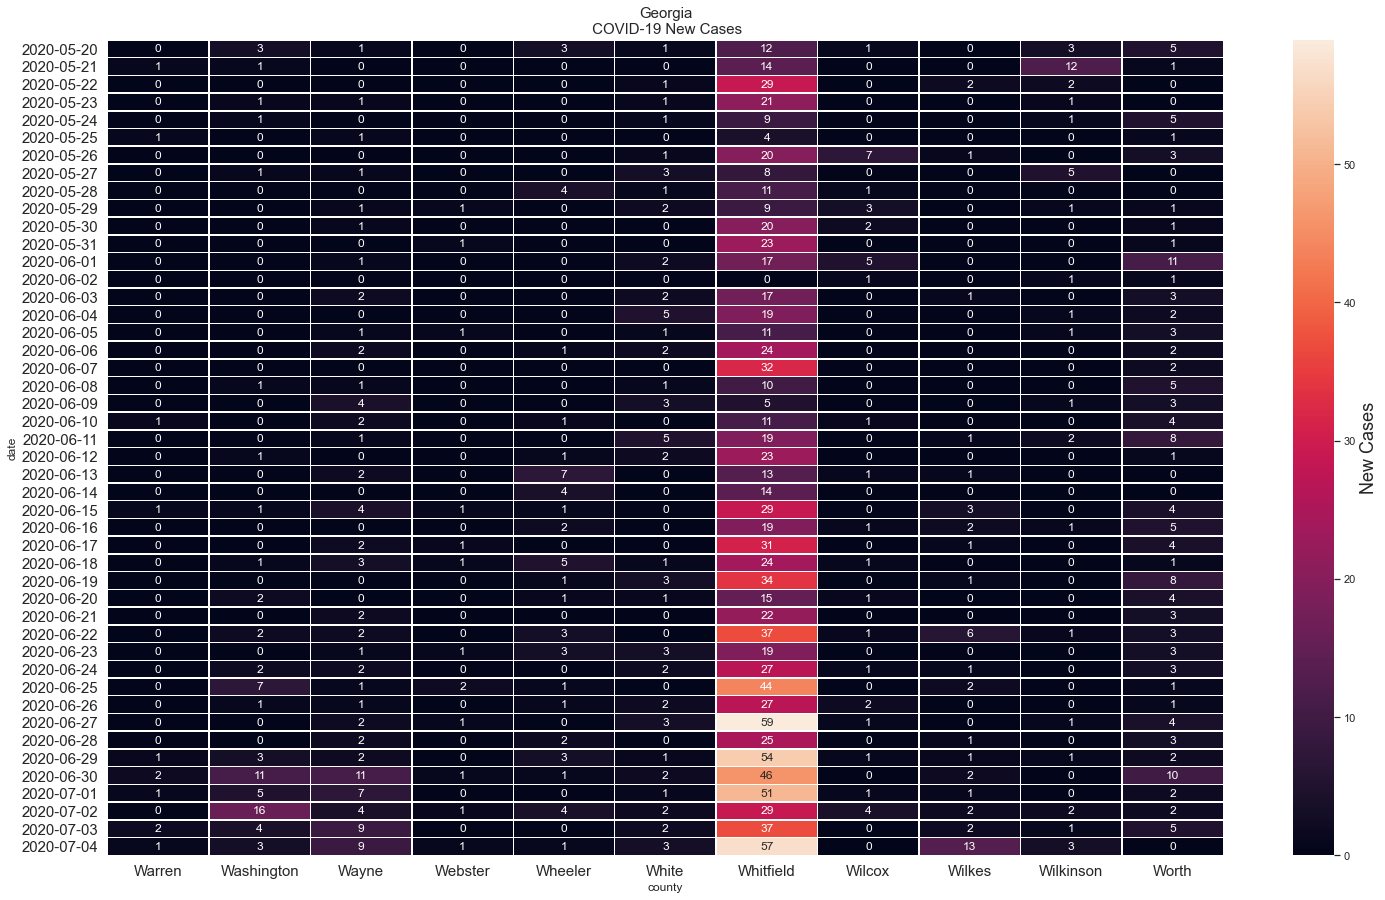 Georgia
COVID-19 New Cases
2020-05-20 0 3 1 0 3 1 12 1 0 3 5
2020-05-21 1 1 0 0 0 0 14 0 0 12 1
2020-05-22 0 0 0 0 0 1 29 0 2 2 0
2020-05-23 0 1 1 0 0 1 21 0 0 1 0
2020-05-24 0 1 0 0 0 1 9 0 0 1 5
2020-05-25 1 0 1 0 0 0 4 0 0 0 1
2020-05-26 0 0 0 0 0 1 20 7 1 0 3
2020-05-27 0 1 1 0 0 3 8 0 0 5 0
2020-05-28 0 0 0 0 4 1 11 1 0 0 0
2020-05-29 0 0 1 1 0 2 9 3 0 1 1
2020-05-30 0 0 1 0 0 0 20 2 0 0 1
2020-05-31 0 0 0 1 0 0 23 0 0 0 1
2020-06-01 0 0 1 0 0 2 17 5 0 0 11
2020-06-02 0 0 0 0 0 0 0 1 0 1 1
2020-06-03 0 0 2 0 0 2 17 0 1 0 3
2020-06-04 0 0 0 0 0 5 19 0 0 1 2
2020-06-05 0 0 1 1 0 1 11 0 0 1 3
2020-06-06 0 0 2 0 1 2 24 0 0 0 2
2020-06-07 0 0 0 0 0 0 32 0 0 0 2
2020-06-08 0 1 1 0 0 1 10 0 0 0 5
2020-06-09 0 0 4 0 0 3 5 0 0 1 3
2020-06-10 1 0 2 0 1 0 11 1 0 0 4
2020-06-11 0 0 1 0 0 5 19 0 1 2 8
2020-06-12 0 1 0 0 1 2 23 0 0 0 1
2020-06-13 0 0 2 0 7 0 13 1 1 0 0
2020-06-14 0 0 0 0 4 0 14 0 0 0 0
2020-06-15 1 1 4 1 1 0 29 0 3 0 4
2020-06-16 0 0 0 0 2 0 19 1 2 1 5
2020-06-17 0 0 2 1 0 0 31 0 1 0 4
2020-06-18 0 1 3 1 5 1 24 1 0 0 1
2020-06-19 0 0 0 0 1 3 34 0 1 0 8
2020-06-20 0 2 0 0 1 1 15 1 0 0 4
2020-06-21 0 0 2 0 0 0 22 0 0 0 3
2020-06-22 0 2 2 0 3 0 37 1 6 1 3
2020-06-23 0 0 1 1 3 3 19 0 0 0 3
2020-06-24 0 2 2 0 0 2 27 1 1 0 3
2020-06-25 0 7 1 2 1 0 44 0 2 0 1
2020-06-26 0 1 1 0 1 2 27 2 0 0 1
2020-06-27 0 0 2 1 0 3 59 1 0 1 4
2020-06-28 0 0 2 0 2 0 25 0 1 0 3
2020-06-29 1 3 2 0 3 1 54 1 1 1 2
2020-06-30 2 11 11 1 1 2 46 0 2 0 10
2020-07-01 1 5 7 0 0 1 51 1 1 0 2
2020-07-02 0 16 4 1 4 2 29 4 2 2 2
2020-07-03 2 4 9 0 0 2 37 0 2 1 5
2020-07-04 1 3 9 1 1 3 57 0 13 3 0
Warren Washington Wayne Webster Wheeler White Whitfield Wilcox Wilkes Wilkinson Worth
county
date
50
40
30
20
10
0
New Cases